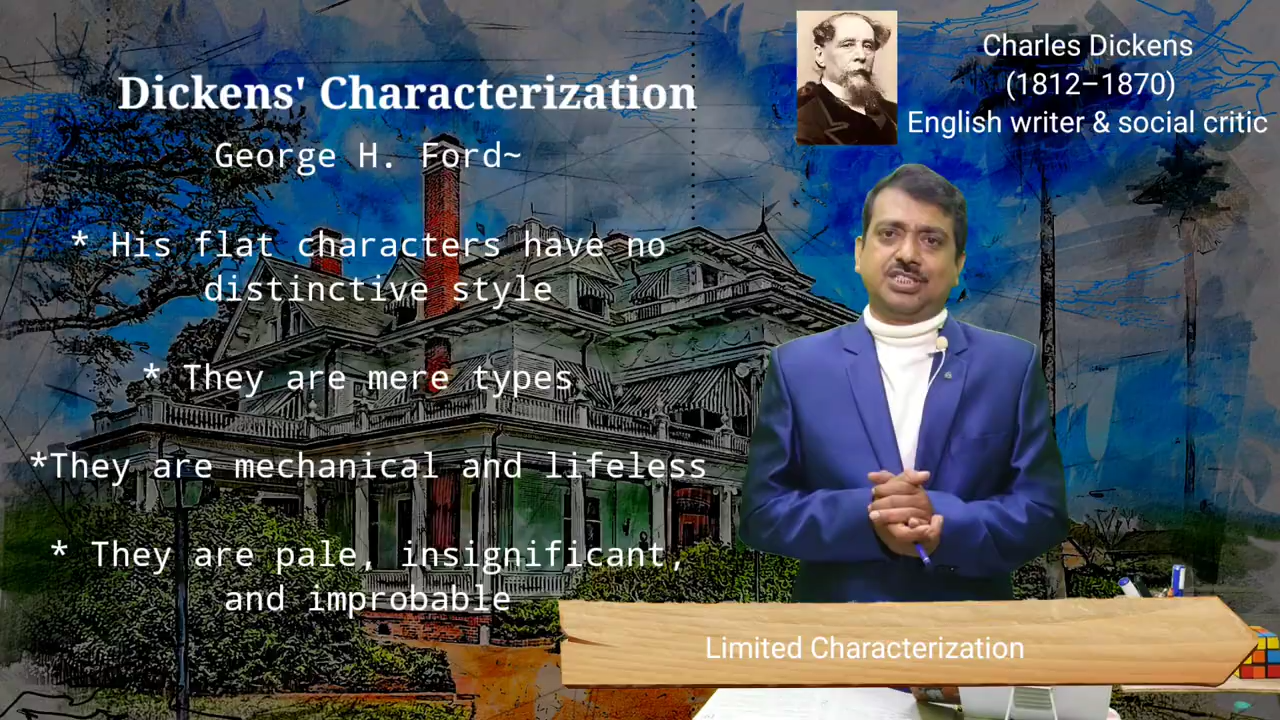 Dickens' Characterization
George H. Ford~
* His flat characters have no
distinctive style
* They are mere types
*They are mechanical and lifeless
* They are pale, insignificant,
and improbable
Charles Dickens
(1812–1870)
English writer & social critic
Limited Characterization